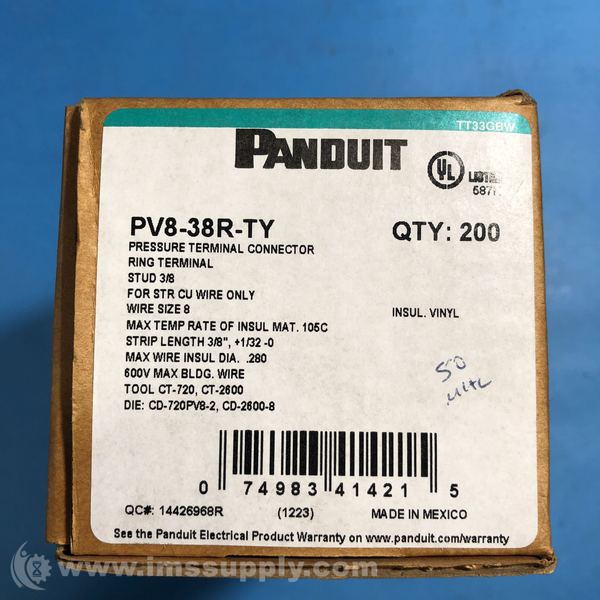 TT33GBW
PANDUIT
UL LISTED
587H
PV8-38R-TY QTY: 200
PRESSURE TERMINAL CONNECTOR
RING TERMINAL
STUD 3/8
FOR STR CU WIRE ONLY
WIRE SIZE 8 INSUL. VINYL
MAX TEMP RATE OF INSUL MAT. 105C
STRIP LENGTH 3/8", +1/32 -0
MAX WIRE INSUL DIA. .280
600V MAX BLDG. WIRE
50
TOOL CT-720, CT-2600
DIE: CD-720PV8-2, CD-2600-8
0 74983 41421 5
QC#: 14426968R (1223) MADE IN MEXICO
See the Panduit Electrical Product Warranty on www.panduit.com/warranty
www.imssupply.com